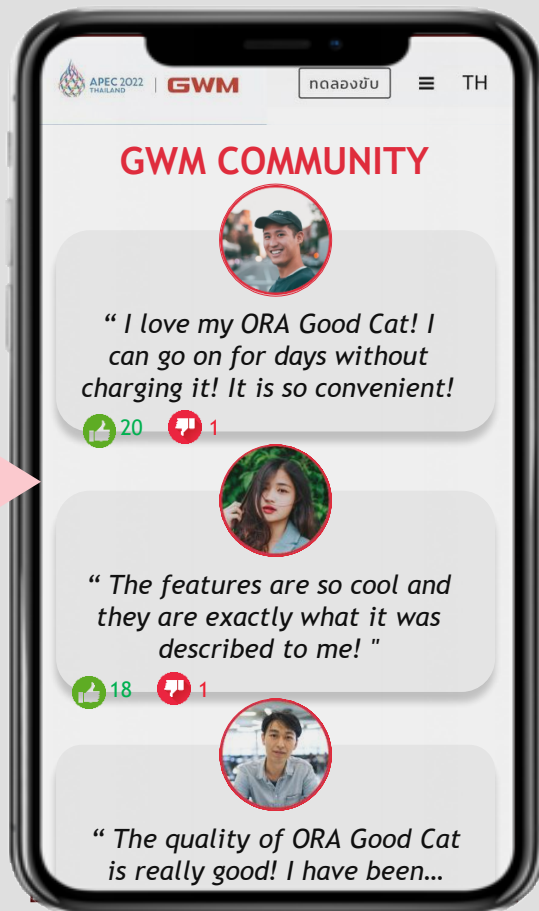 APEC 2022
THAILAND
GWM
ทดลองขับ
TH
GWM COMMUNITY
“ I love my ORA Good Cat! I
can go on for days without
charging it! It is so convenient!
20
1
“ The features are so cool and
they are exactly what it was
described to me! "
18
1
“ The quality of ORA Good Cat
is really good! I have been…